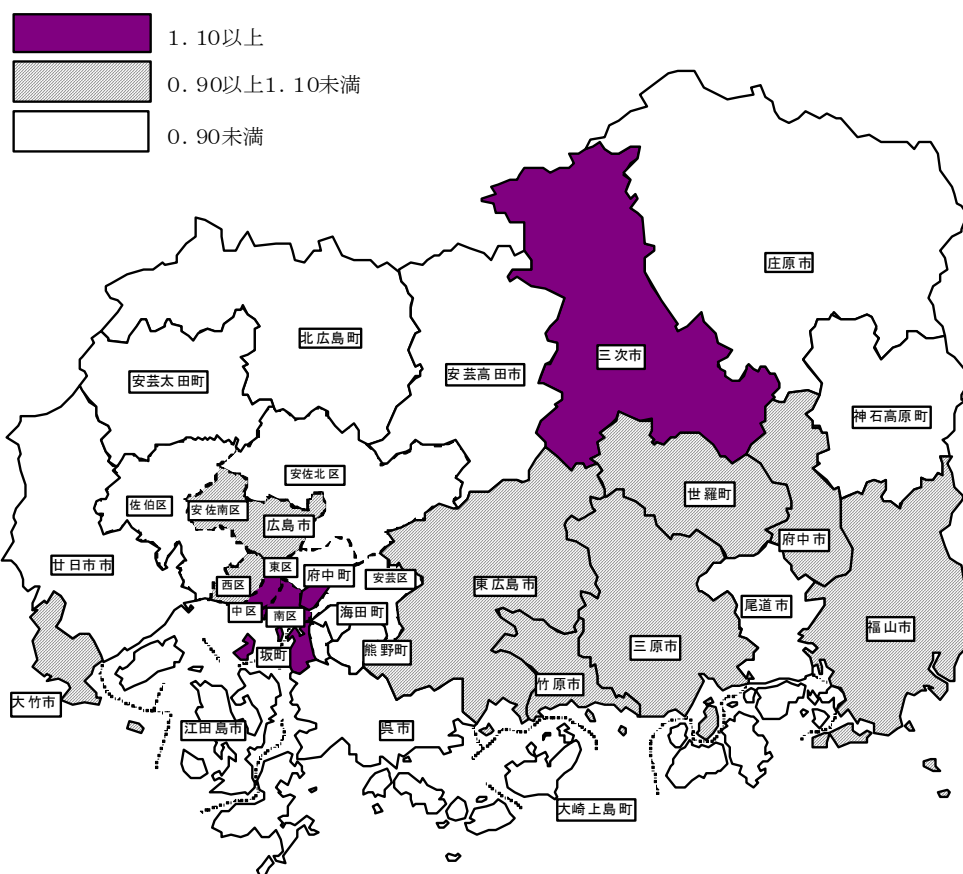 1.10以上
0.90以上1.10未満
0.90未満
庄原市
北広島町
三次市
安芸高田市
安芸太田町
神石高原町
安佐北区
世羅町
佐伯区
安佐南区
広島市
府中市
廿日市市
東区
府中町
安芸区
西区
東広島市
中区
南区
海田町
尾道市
福山市
坂町
熊野町
三原市
竹原市
大竹市
江田島市
呉市
大崎上島町